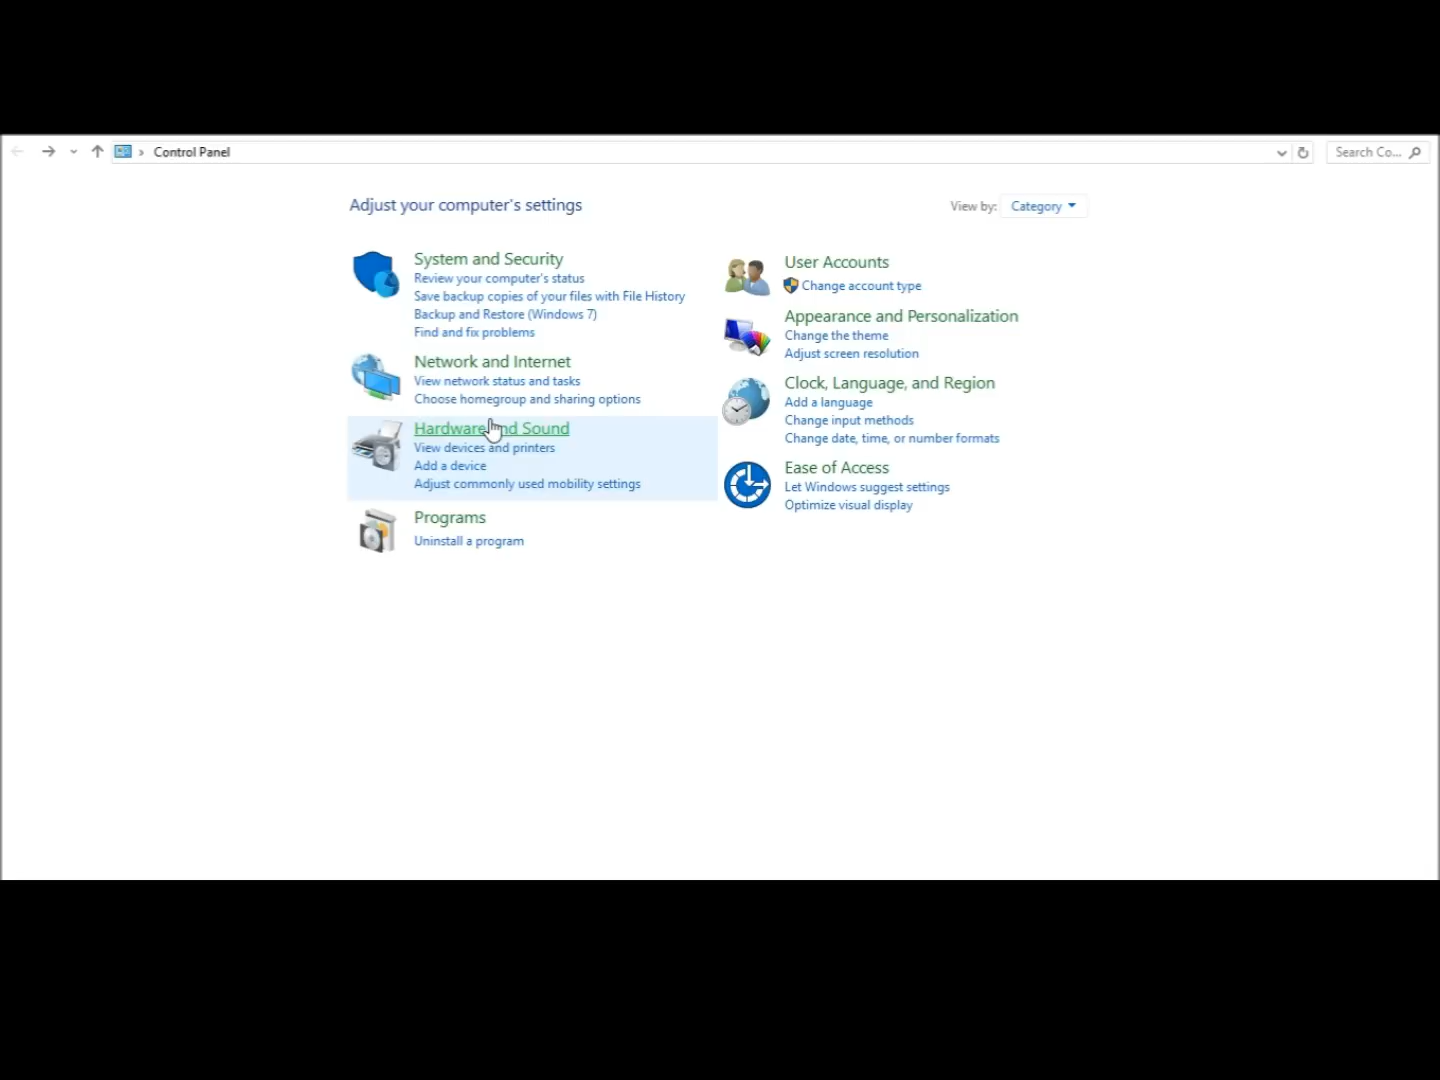 Control Panel
Search Co...
Adjust your computer's settings
View by: Category
System and Security
Review your computer's status
Save backup copies of your files with File History
Backup and Restore (Windows 7)
Find and fix problems
Network and Internet
View network status and tasks
Choose homegroup and sharing options
Hardware and Sound
View devices and printers
Add a device
Adjust commonly used mobility settings
Programs
Uninstall a program
User Accounts
Change account type
Appearance and Personalization
Change the theme
Adjust screen resolution
Clock, Language, and Region
Add a language
Change input methods
Change date, time, or number formats
Ease of Access
Let Windows suggest settings
Optimize visual display